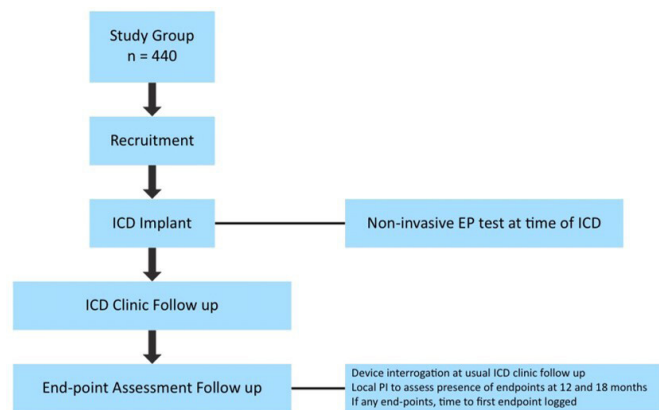 Study Group
n = 440
Recruitment
ICD Implant
Non-invasive EP test at time of ICD
ICD Clinic Follow up
End-point Assessment Follow up
Device interrogation at usual ICD clinic follow up
Local PI to assess presence of endpoints at 12 and 18 months
If any end-points, time to first endpoint logged